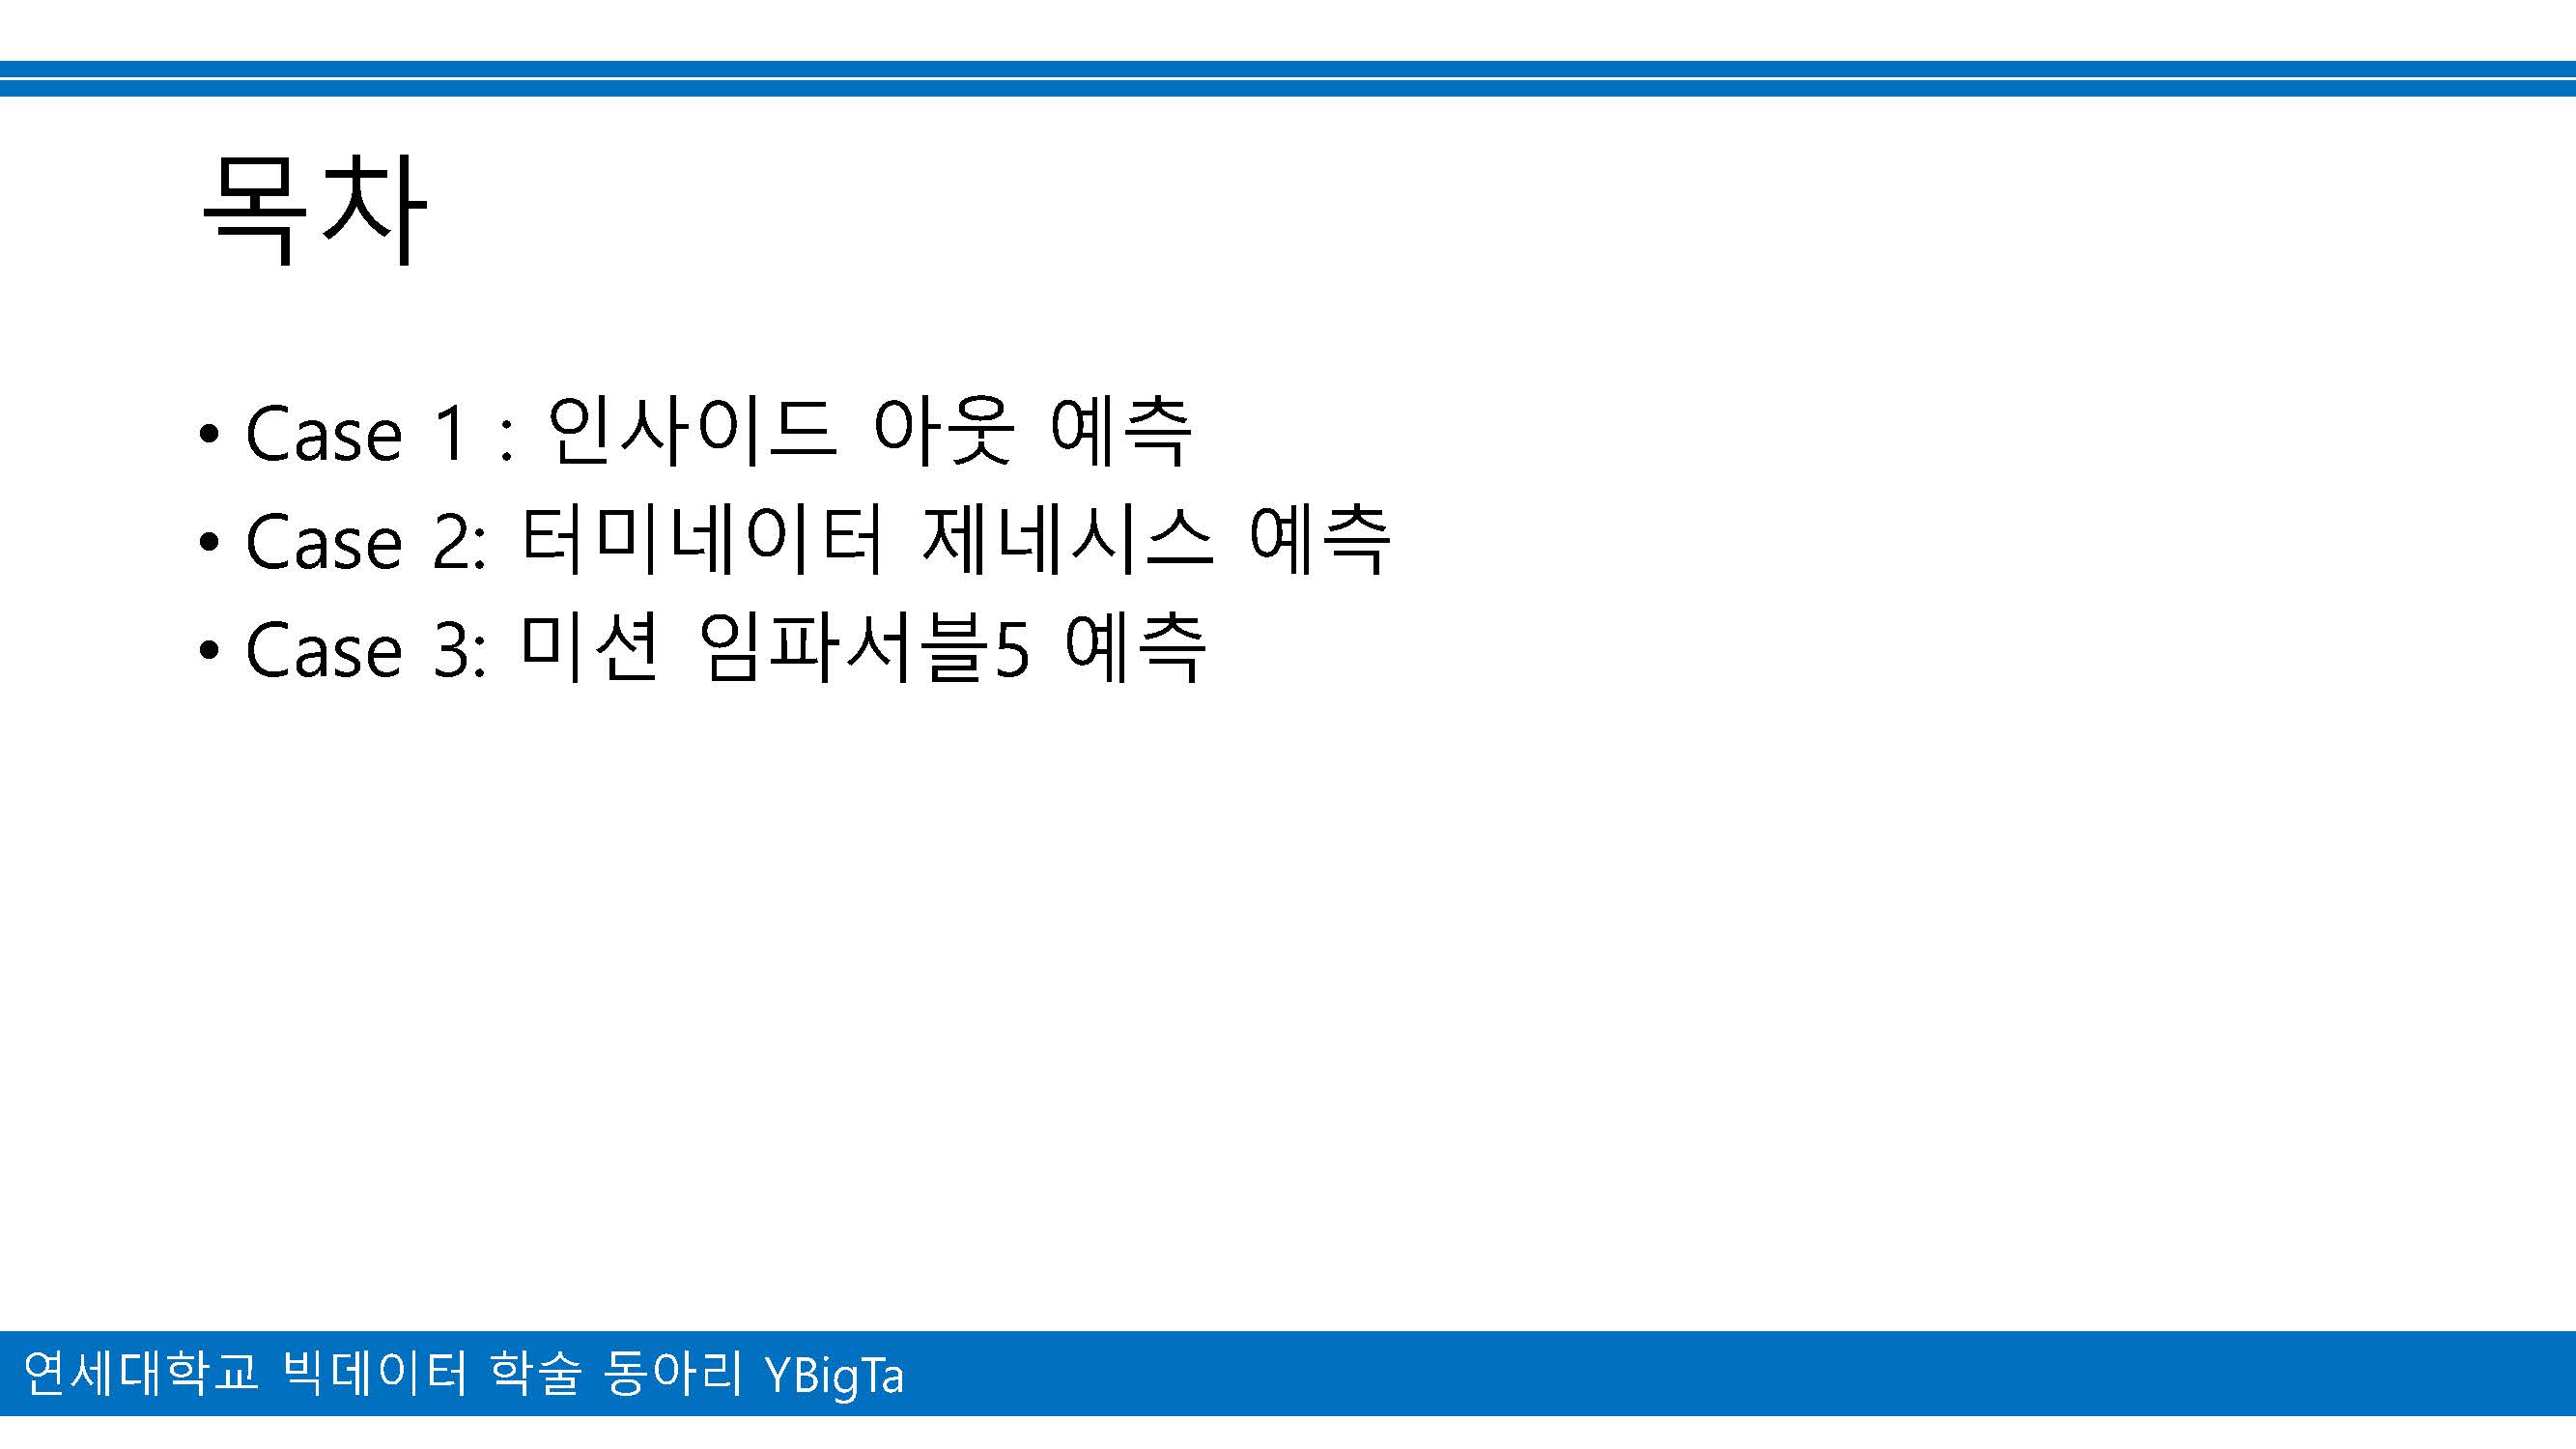 목차
• Case 1 : 인사이드 아웃 예측
• Case 2: 터미네이터 제네시스 예측
• Case 3: 미션 임파서블5 예측
연세대학교 빅데이터 학술 동아리 YBigTa